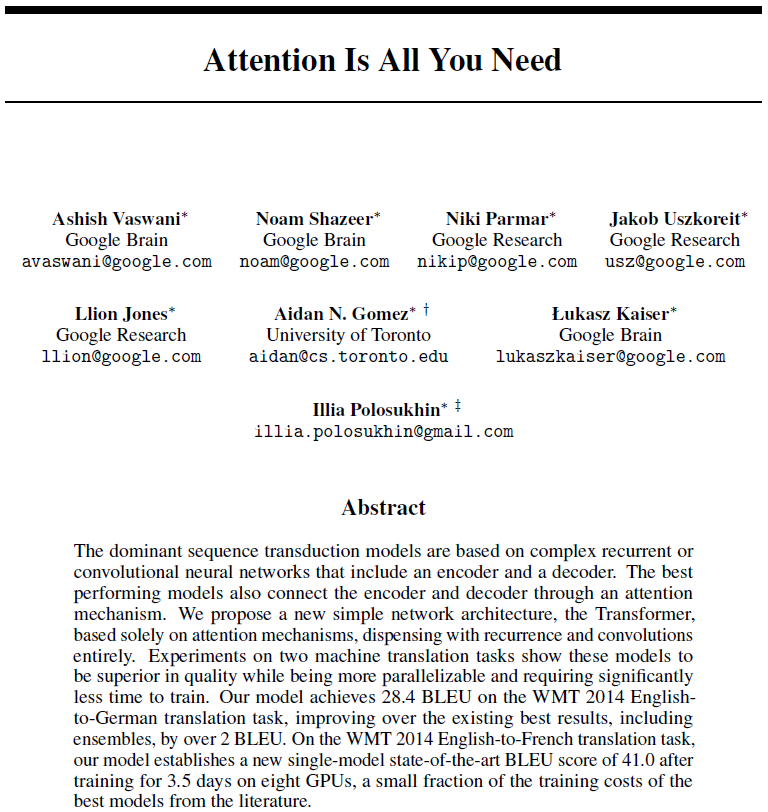 Attention Is All You Need
Ashish Vaswani* Noam Shazeer* Niki Parmar* Jakob Uszkoreit*
Google Brain Google Brain Google Research Google Research
avaswani@google.com noam@google.com nikip@google.com usz@google.com
Llion Jones* Aidan N. Gomez* † Łukasz Kaiser*
Google Research University of Toronto Google Brain
llion@google.com aidan@cs.toronto.edu lukaszkaiser@google.com
Illia Polosukhin* ‡
illia.polosukhin@gmail.com
Abstract
The dominant sequence transduction models are based on complex recurrent or
convolutional neural networks that include an encoder and a decoder. The best
performing models also connect the encoder and decoder through an attention
mechanism. We propose a new simple network architecture, the Transformer,
based solely on attention mechanisms, dispensing with recurrence and convolutions
entirely. Experiments on two machine translation tasks show these models to
be superior in quality while being more parallelizable and requiring significantly
less time to train. Our model achieves 28.4 BLEU on the WMT 2014 English-
to-German translation task, improving over the existing best results, including
ensembles, by over 2 BLEU. On the WMT 2014 English-to-French translation task,
our model establishes a new single-model state-of-the-art BLEU score of 41.0 after
training for 3.5 days on eight GPUs, a small fraction of the training costs of the
best models from the literature.